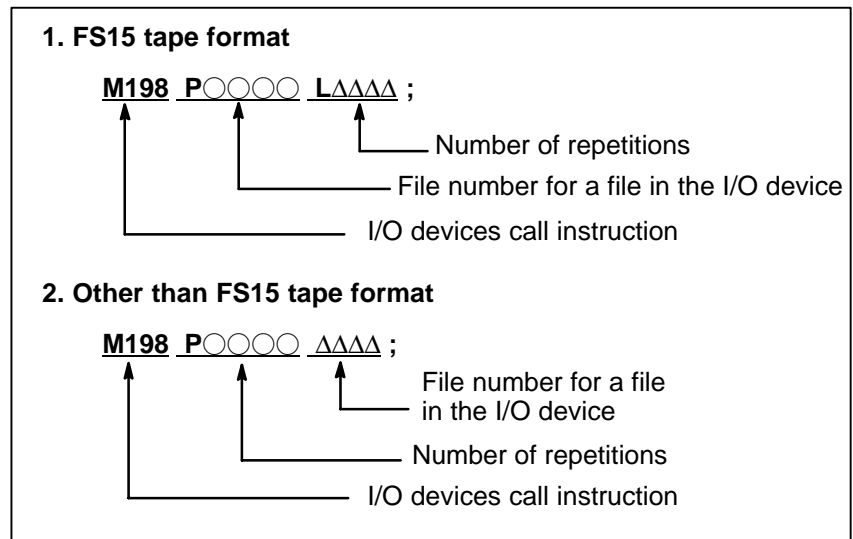 1. FS15 tape format
M198 P○○○○ L∆∆∆∆ ;
Number of repetitions
File number for a file in the I/O device
I/O devices call instruction
2. Other than FS15 tape format
M198 P○○○○ ∆∆∆∆ ;
File number for a file
in the I/O device
Number of repetitions
I/O devices call instruction